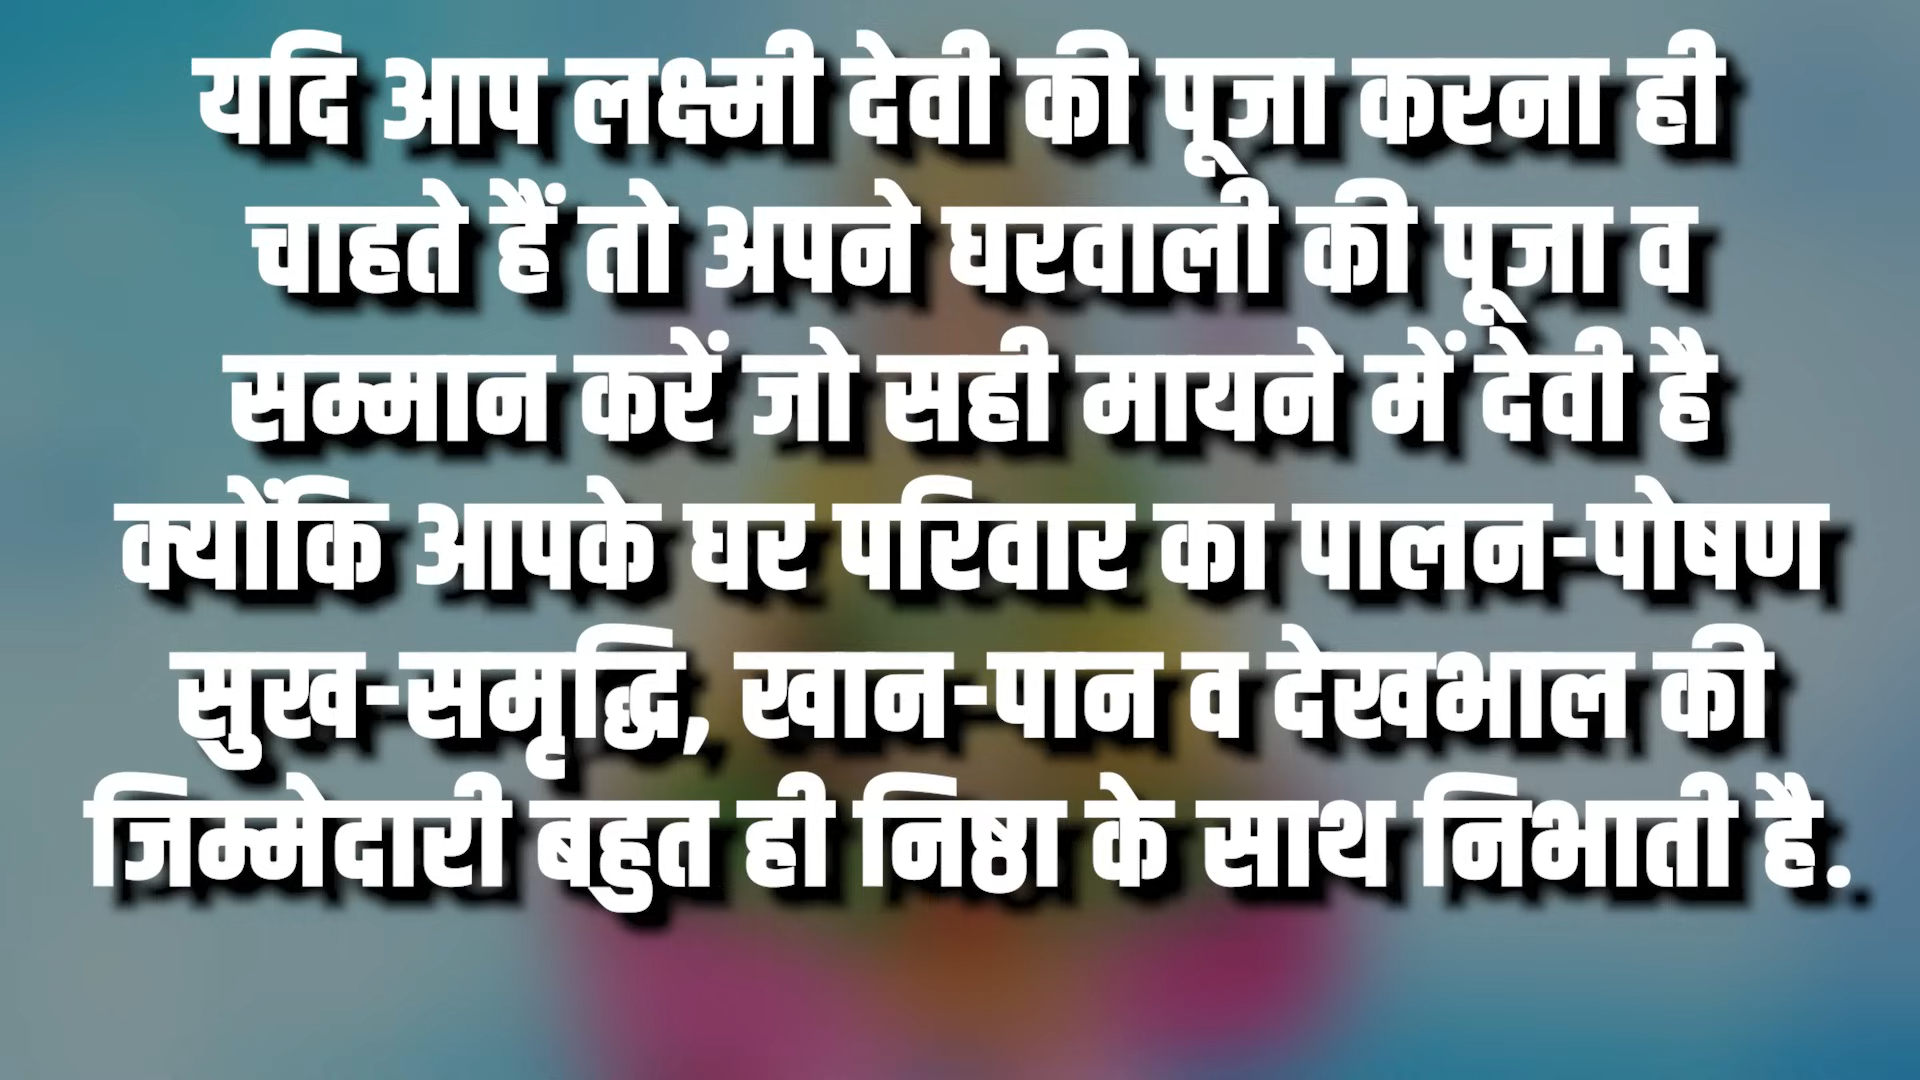 यदि आप लक्ष्मी देवी की पूजा करना ही
चाहते हैं तो अपने घरवाली की पूजा व
सम्मान करें जो सही मायने में देवी है
क्योंकि आपके घर परिवार का पालन-पोषण
सुख-समृद्धि, खान-पान व देखभाल की
जिम्मेदारी बहुत ही निष्ठा के साथ निभाती है.